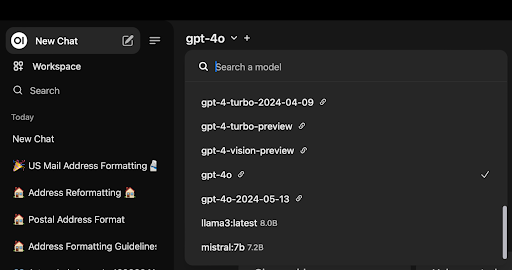 OI New Chat
Workspace
Search
Today
New Chat
US Mail Address Formatting
Address Reformatting
Postal Address Format
Address Formatting Guidelines
gpt-4o
Search a model
gpt-4-turbo-2024-04-09
gpt-4-turbo-preview
gpt-4-vision-preview
gpt-4o
gpt-4o-2024-05-13
llama3:latest 8.0B
mistral:7b 7.2B